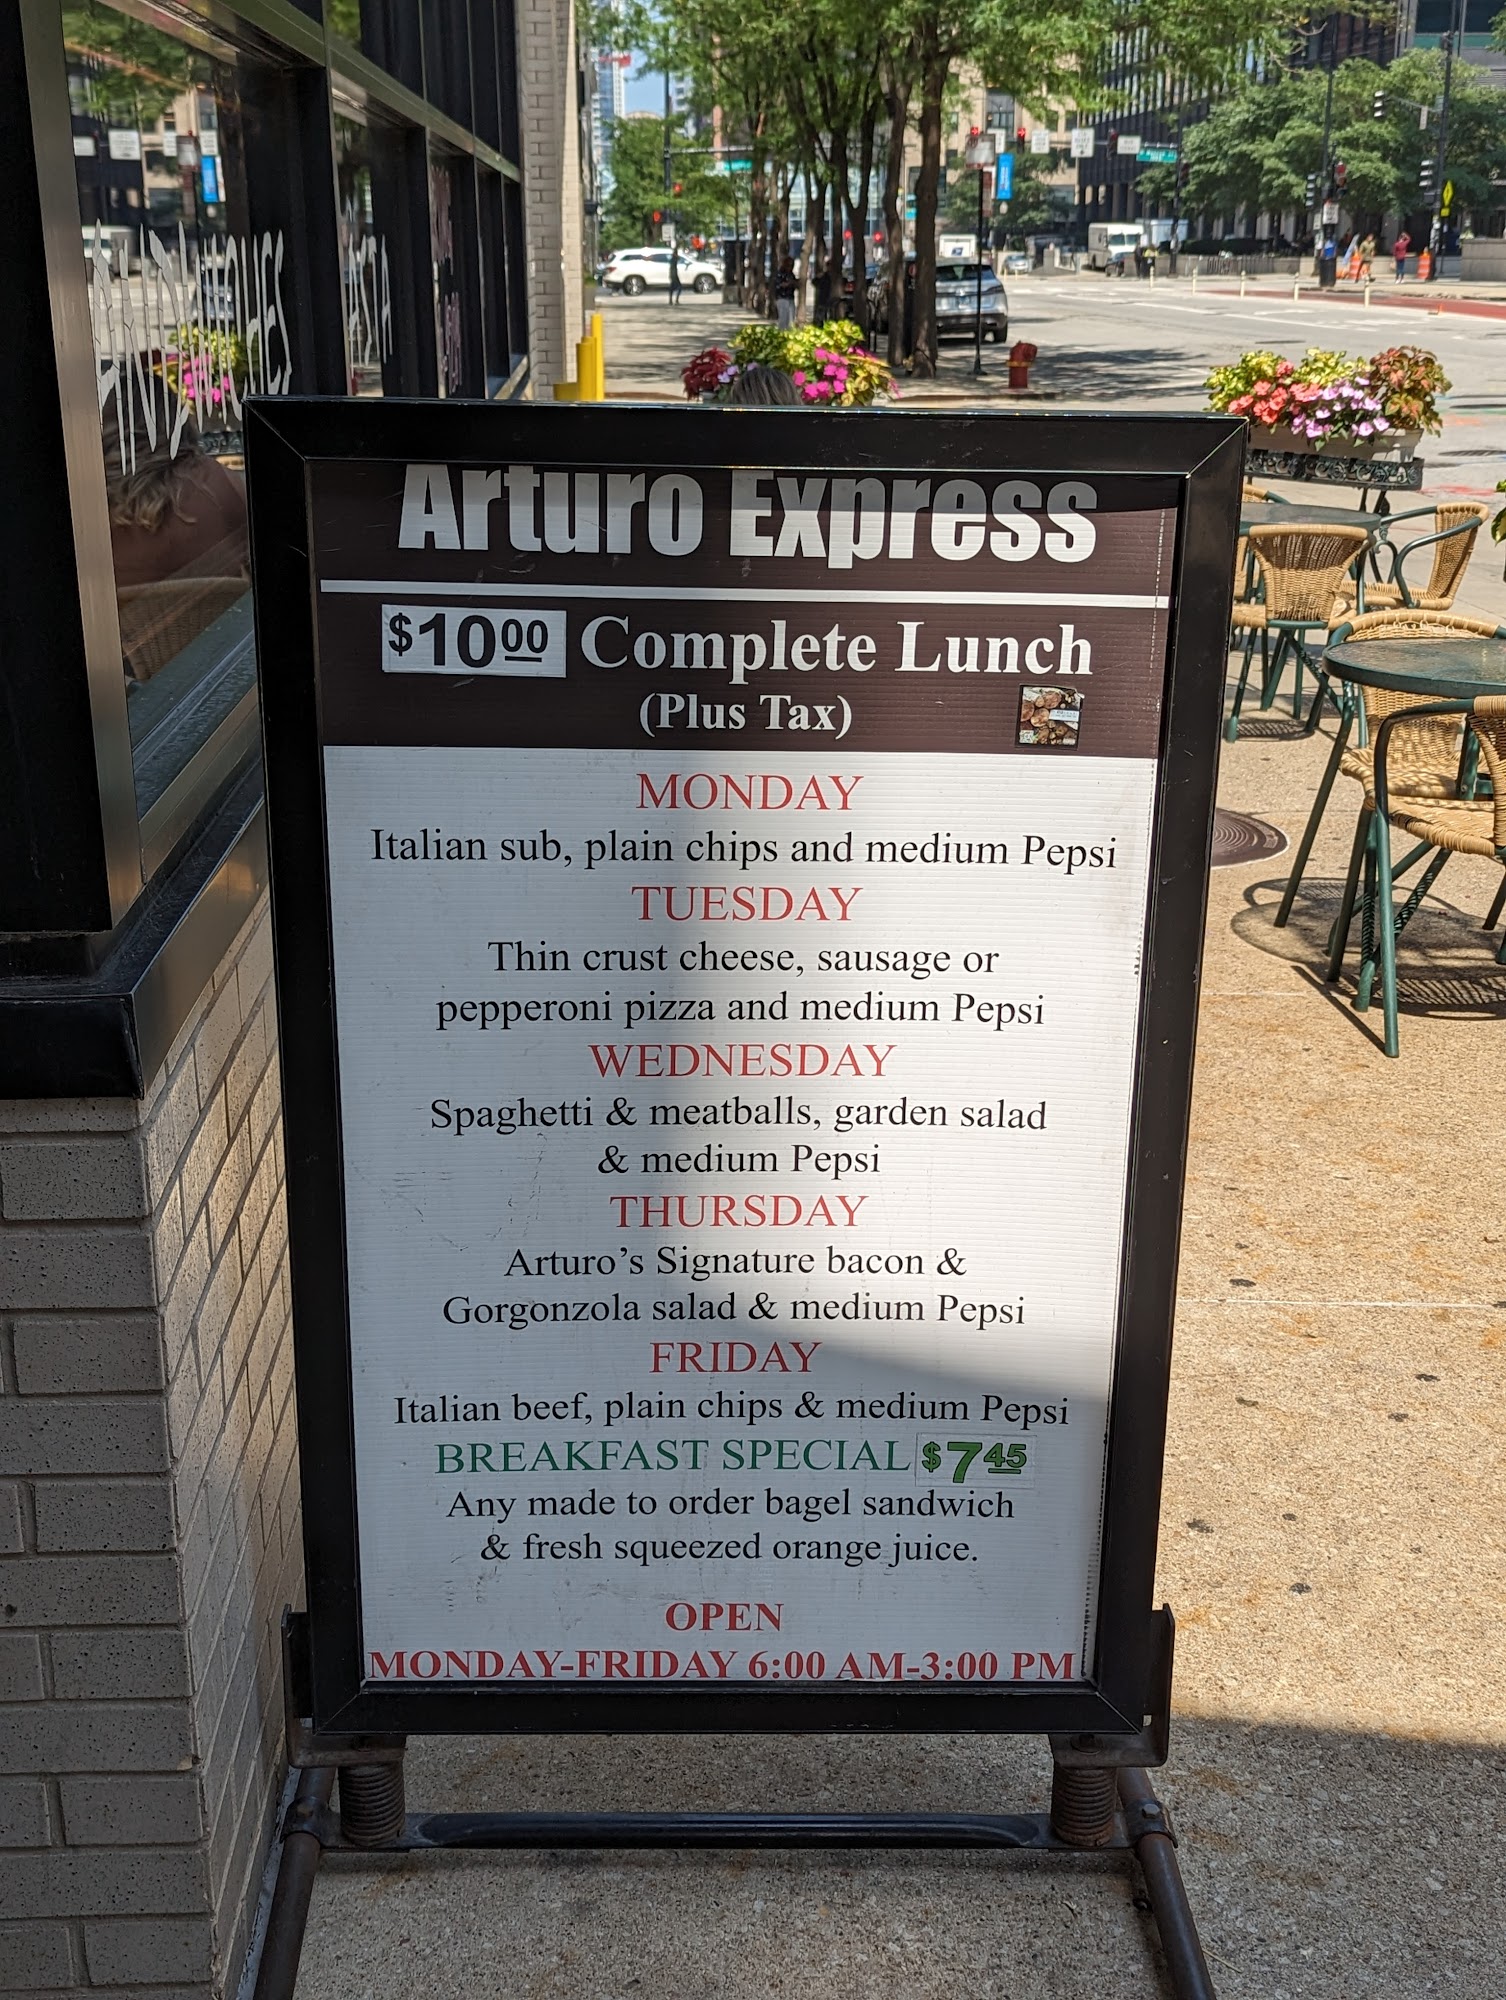 SANDWICHES
PASTA
Arturo Express
$10 00 Complete Lunch
(Plus Tax)
MONDAY
Italian sub, plain chips and medium Pepsi
TUESDAY
Thin crust cheese, sausage or
pepperoni pizza and medium Pepsi
WEDNESDAY
Spaghetti & meatballs, garden salad
& medium Pepsi
THURSDAY
Arturo’s Signature bacon &
Gorgonzola salad & medium Pepsi
FRIDAY
Italian beef, plain chips & medium Pepsi
BREAKFAST SPECIAL $7 45
Any made to order bagel sandwich
& fresh squeezed orange juice.
OPEN
MONDAY-FRIDAY 6:00 AM-3:00 PM